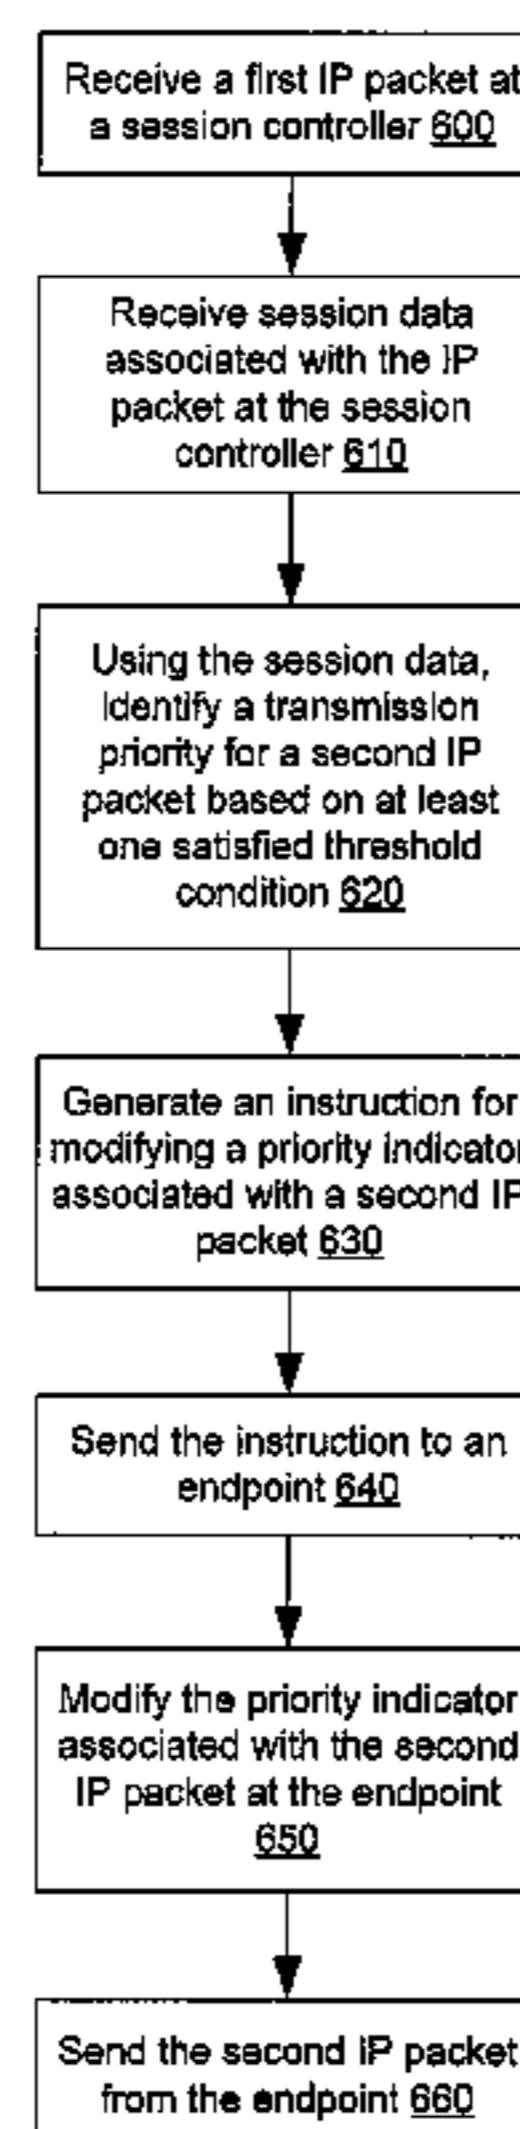 Receive a first IP packet at
a session controller 600
Receive session data
associated with the IP
packet at the session
controller 610
Using the session data,
identify a transmission
priority for a second IP
packet based on at least
one satisfied threshold
condition 620
Generate an instruction for
modifying a priority indicator
associated with a second IP
packet 630
Send the instruction to an
endpoint 640
Modify the priority indicator
associated with the second
IP packet at the endpoint
650
Send the second IP packet
from the endpoint 660